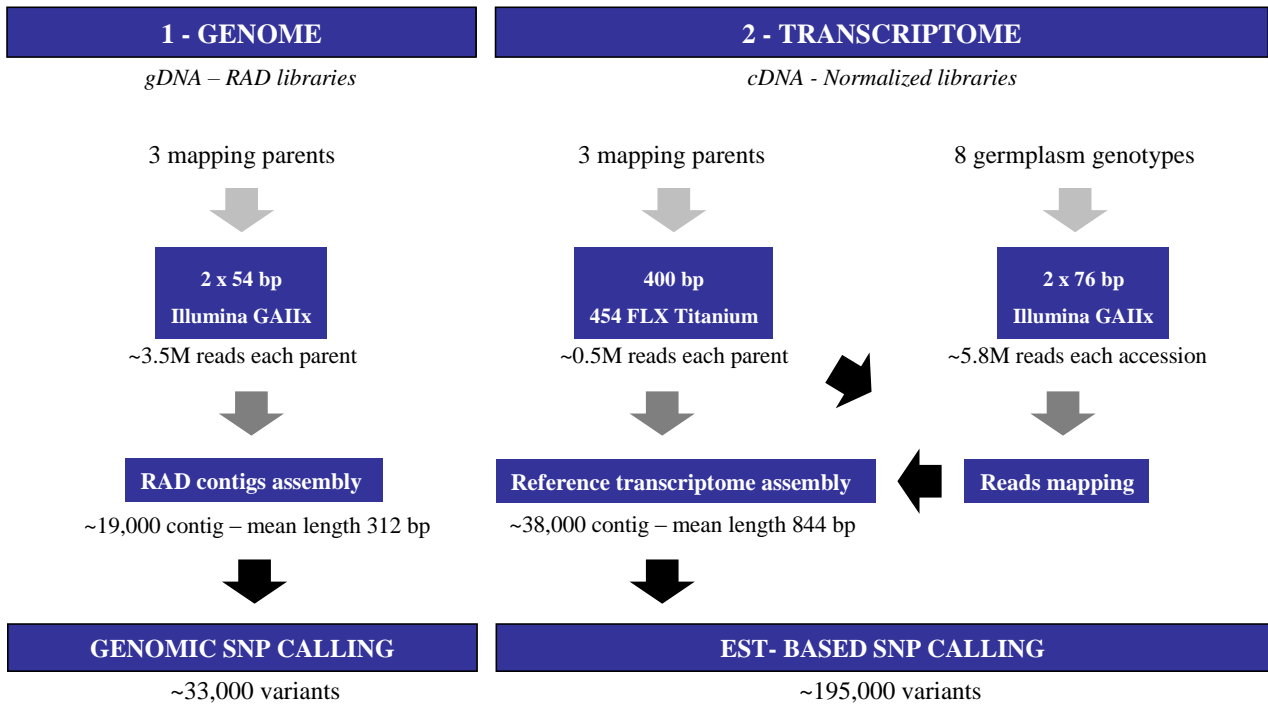 1 - GENOME
gDNA – RAD libraries
3 mapping parents
2 x 54 bp
Illumina GAIIx
~3.5M reads each parent
RAD contigs assembly
~19,000 contig – mean length 312 bp
GENOMIC SNP CALLING
~33,000 variants
2 - TRANSCRIPTOME
cDNA - Normalized libraries
3 mapping parents
400 bp
454 FLX Titanium
~0.5M reads each parent
Reference transcriptome assembly
~38,000 contig – mean length 844 bp
8 germplasm genotypes
2 x 76 bp
Illumina GAIIx
~5.8M reads each accession
Reads mapping
EST- BASED SNP CALLING
~195,000 variants